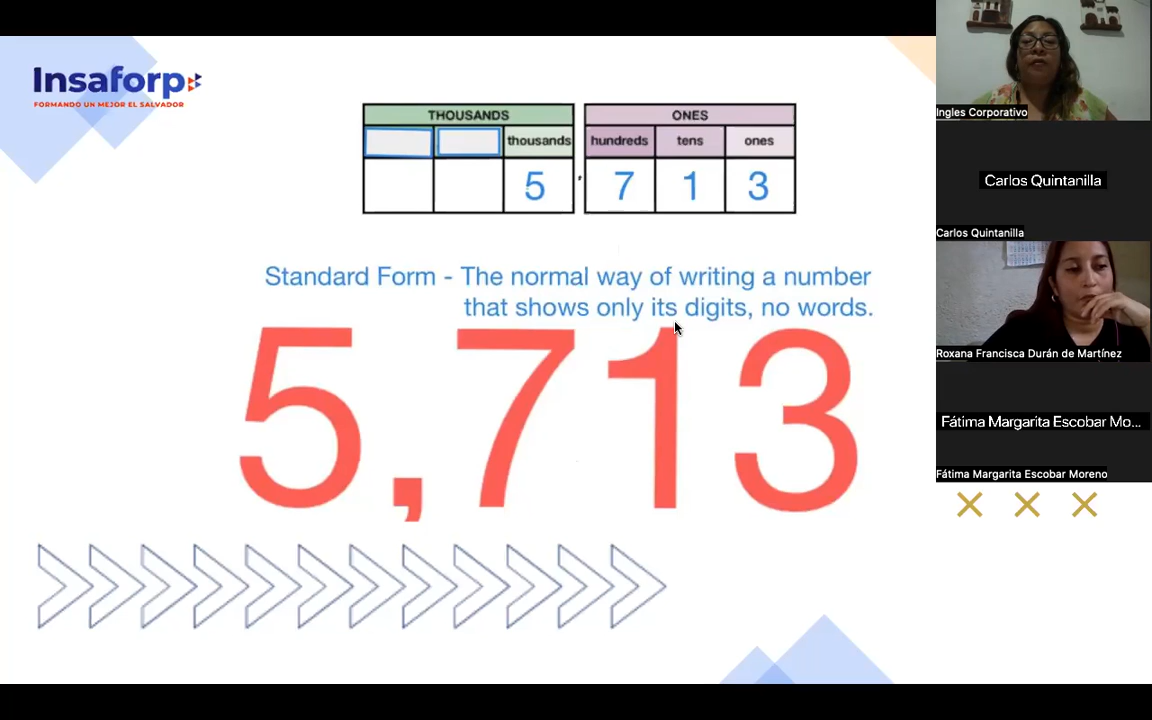 Insaforp
FORMANDO UN MEJOR EL SALVADOR
THOUSANDS
thousands
5
,
ONES
hundreds tens ones
7 1 3
Standard Form - The normal way of writing a number
that shows only its digits, no words.
5,713
Ingles Corporativo
Carlos Quintanilla
Carlos Quintanilla
Roxana Francisca Durán de Martínez
Fátima Margarita Escobar Mo...
Fátima Margarita Escobar Moreno